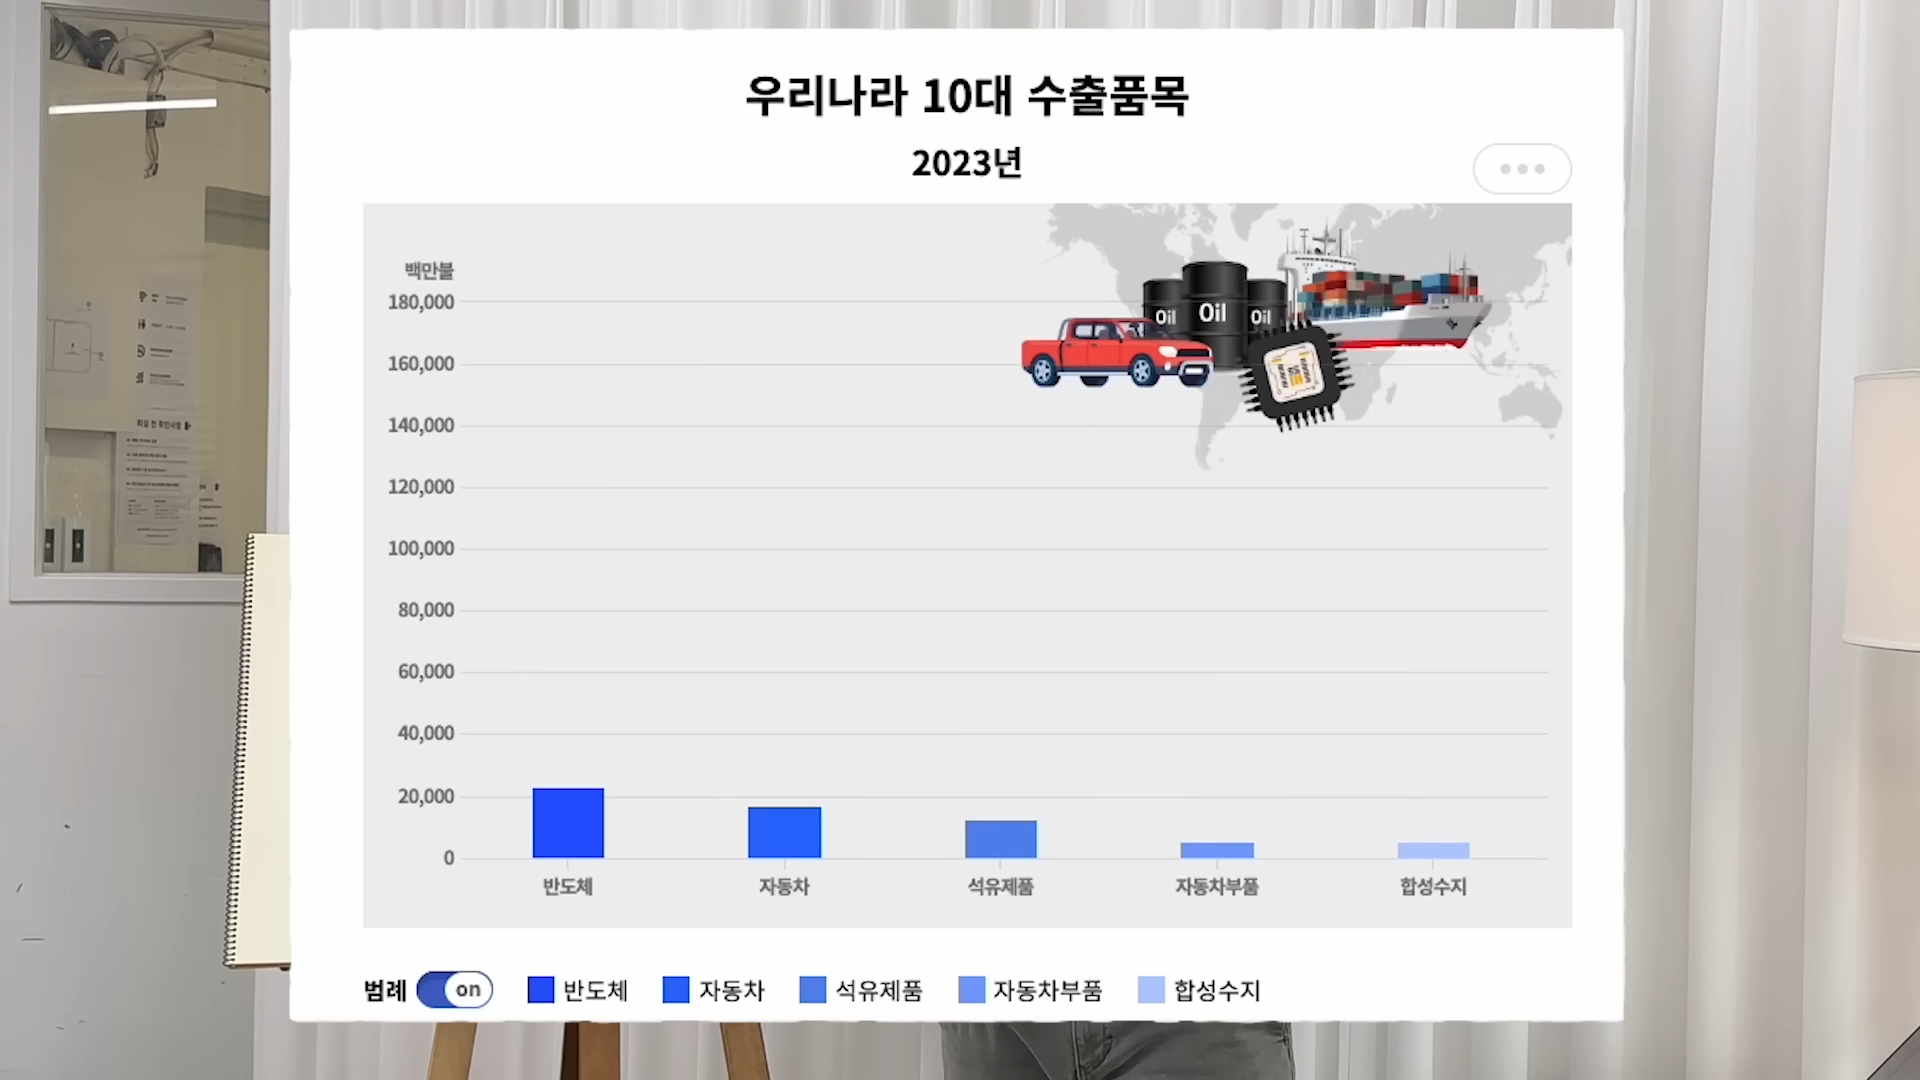 우리나라 10대 수출품목
2023년
백만불
180,000
160,000
140,000
120,000
100,000
80,000
60,000
40,000
20,000
0
Oil Oil Oil
반도체 자동차 석유제품 자동차부품 합성수지
범례 on 반도체 자동차 석유제품 자동차부품 합성수지